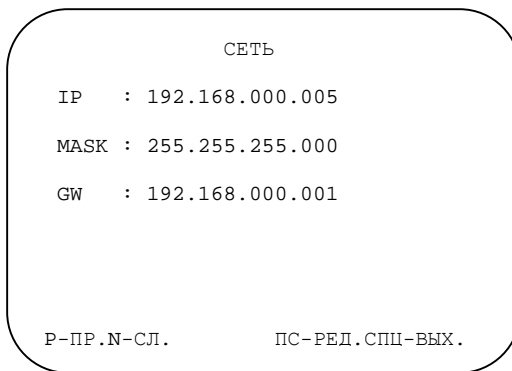 СЕТЬ
IP : 192.168.000.005
MASK : 255.255.255.000
GW : 192.168.000.001
Р-ПР.N-СЛ. ПС-РЕД.СПЦ-ВЫХ.